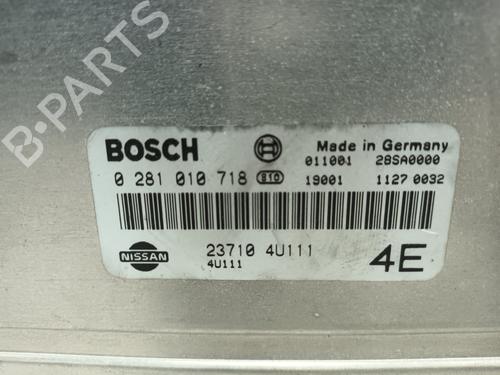 B-PARTS
BOSCH
Made in Germany
011001 28SA0000
0 281 010 718 810 19001 1127 0032
NISSAN
23710 4U111
4U111
4E